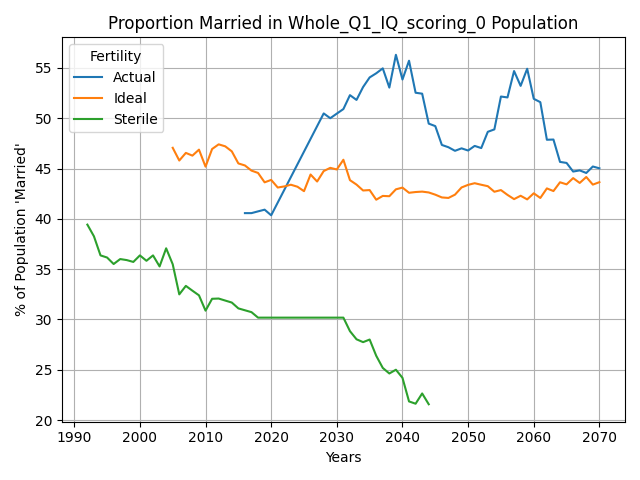 Proportion Married in Whole_Q1_IQ_scoring_0 Population
Fertility
Actual
Ideal
Sterile
% of Population 'Married'
55
50
45
40
35
30
25
20
1990 2000 2010 2020 2030 2040 2050 2060 2070
Years